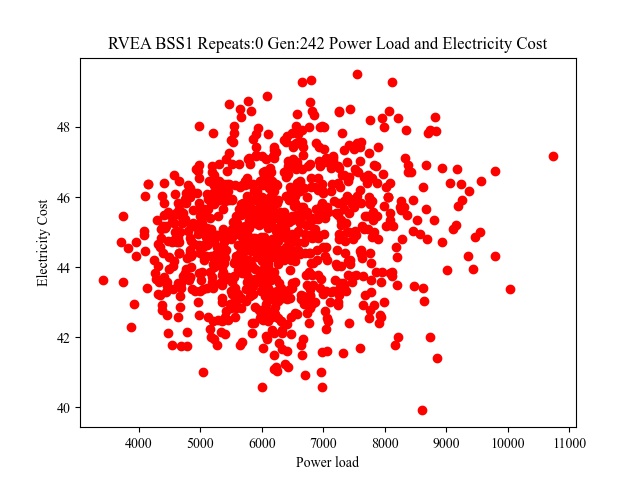 RVEA BSS1 Repeats:0 Gen:242 Power Load and Electricity Cost
48
46
44
42
40
Electricity Cost
4000 5000 6000 7000 8000 9000 10000 11000
Power load